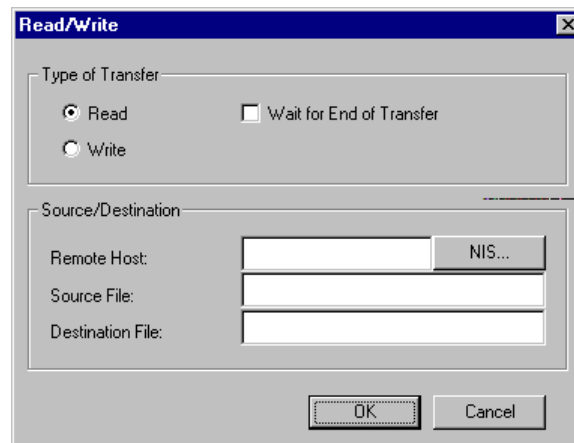 Read/Write
Type of Transfer
Read
Wait for End of Transfer
Write
Source/Destination
Remote Host:
NIS...
Source File:
Destination File:
OK
Cancel